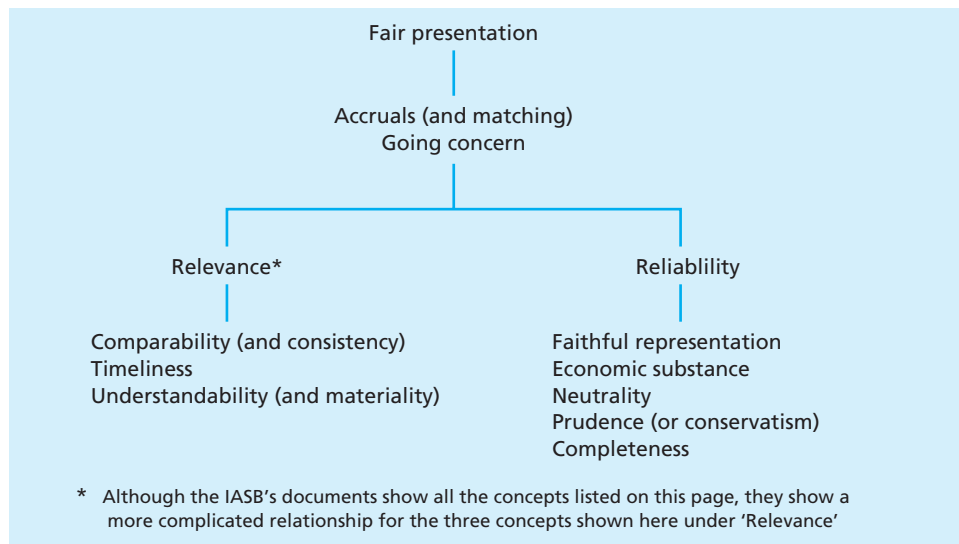 Fair presentation
Accruals (and matching)
Going concern
Relevance*
Reliablility
Comparability (and consistency)
Timeliness
Understandability (and materiality)
Faithful representation
Economic substance
Neutrality
Prudence (or conservatism)
Completeness
* Although the IASB’s documents show all the concepts listed on this page, they show a
more complicated relationship for the three concepts shown here under ‘Relevance’